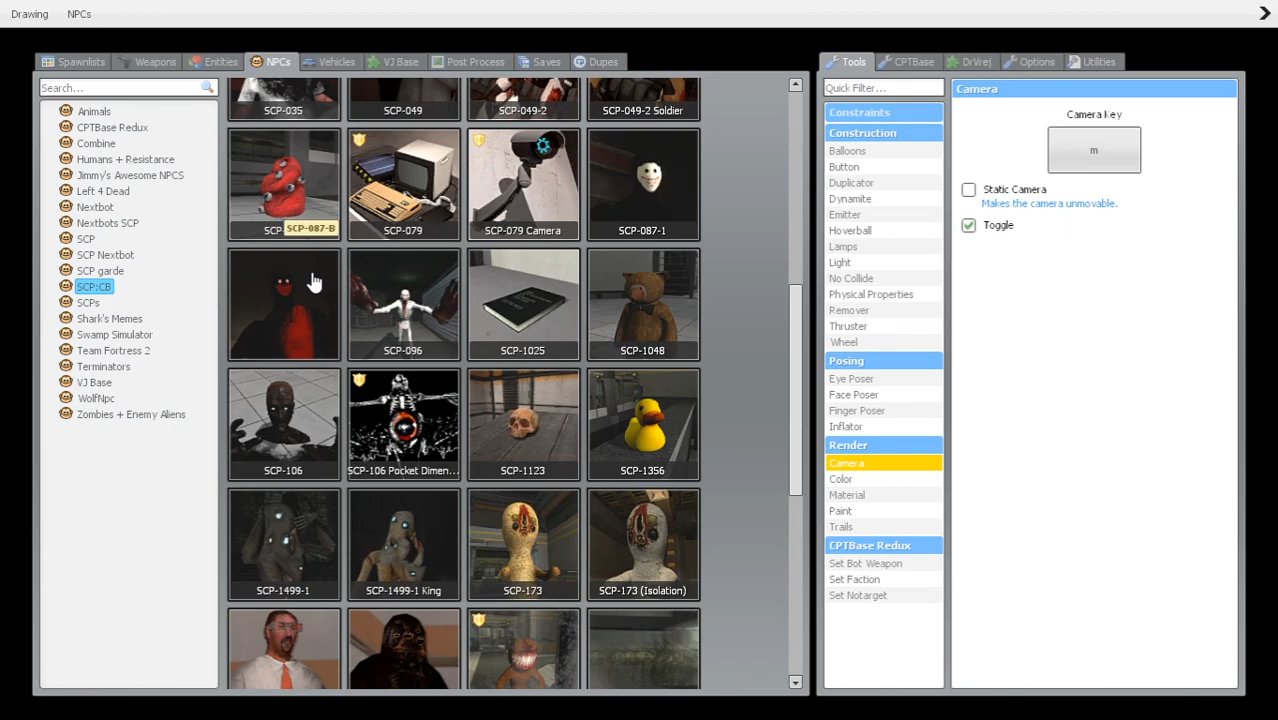 Drawing NPCs
Spawnlists Weapons Entities NPCs Vehicles VJ Base Post Process Saves Dupes
Search...
Animals
CPTBase Redux
Combine
Humans + Resistance
Jimmy's Awesome NPCS
Left 4 Dead
Nextbot
Nextbots SCP
SCP
SCP Nextbot
SCP garde
SCP:CB
SCPs
Shark's Memes
Swamp Simulator
Team Fortress 2
Terminators
VJ Base
WolfNpc
Zombies + Enemy Aliens
SCP-035 SCP-049 SCP-049-2 SCP-049-2 Soldier
SCP- SCP-087-B SCP-079 SCP-079 Camera SCP-087-1
SCP-096 SCP-1025 SCP-1048
SCP-106 SCP-106 Pocket Dimen... SCP-1123 SCP-1356
SCP-1499-1 SCP-1499-1 King SCP-173 SCP-173 (Isolation)
Tools CPTBase DrVrej Options Utilities
Quick Filter...
Constraints
Construction
Balloons
Button
Duplicator
Dynamite
Emitter
Hoverball
Lamps
Light
No Collide
Physical Properties
Remover
Thruster
Wheel
Posing
Eye Poser
Face Poser
Finger Poser
Inflator
Render
Camera
Color
Material
Paint
Trails
CPTBase Redux
Set Bot Weapon
Set Faction
Set Notarget
Camera
Camera Key
m
Static Camera
Makes the camera unmovable.
Toggle